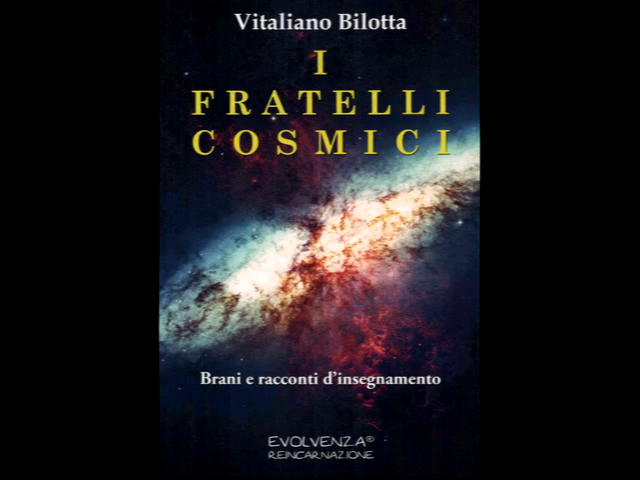 Vitaliano Bilotta
I
FRATELLI
COSMICI
Brani e racconti d'insegnamento
EVOLVENZA®
REINCARNAZIONE